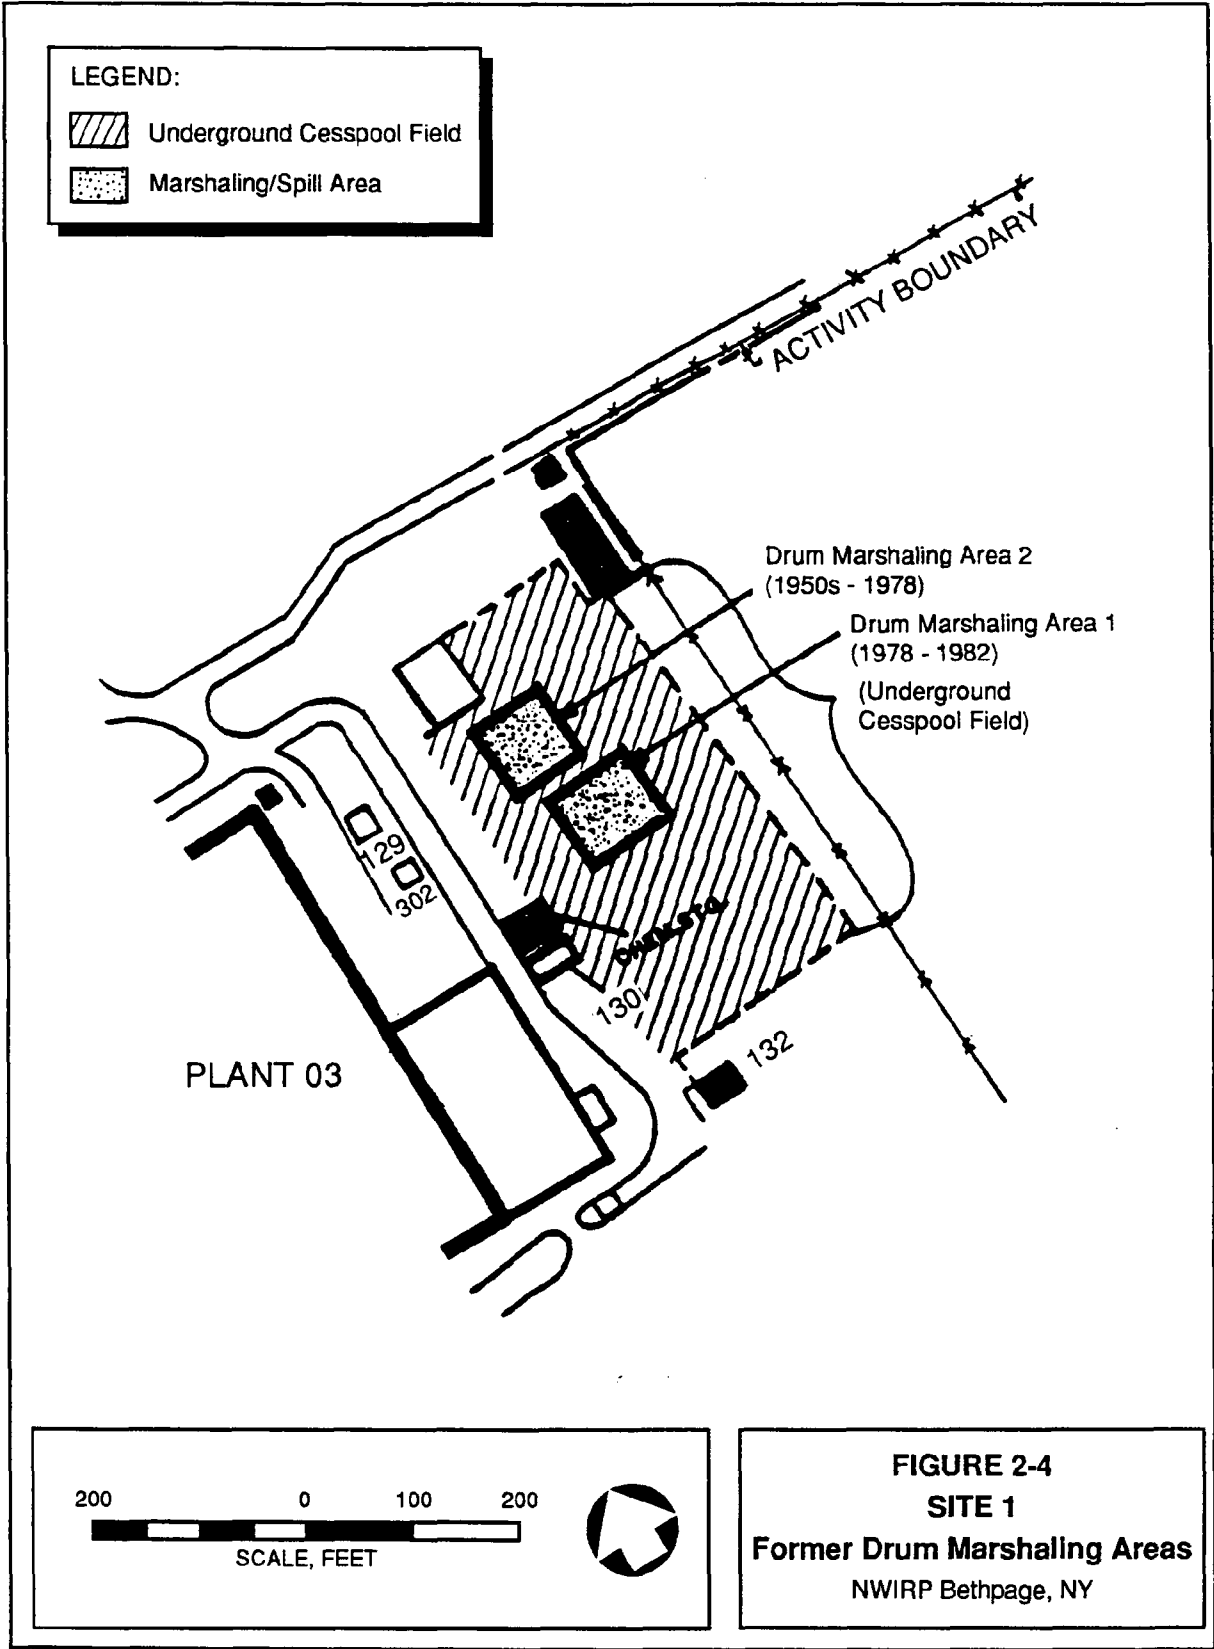 LEGEND:
Underground Cesspool Field
Marshaling/Spill Area
ACTIVITY BOUNDARY
Drum Marshaling Area 2
(1950s - 1978)
Drum Marshaling Area 1
(1978 - 1982)
(Underground
Cesspool Field)
129
302
CHEM. STG.
130
132
PLANT 03
200 0 100 200
SCALE, FEET
FIGURE 2-4
SITE 1
Former Drum Marshaling Areas
NWIRP Bethpage, NY